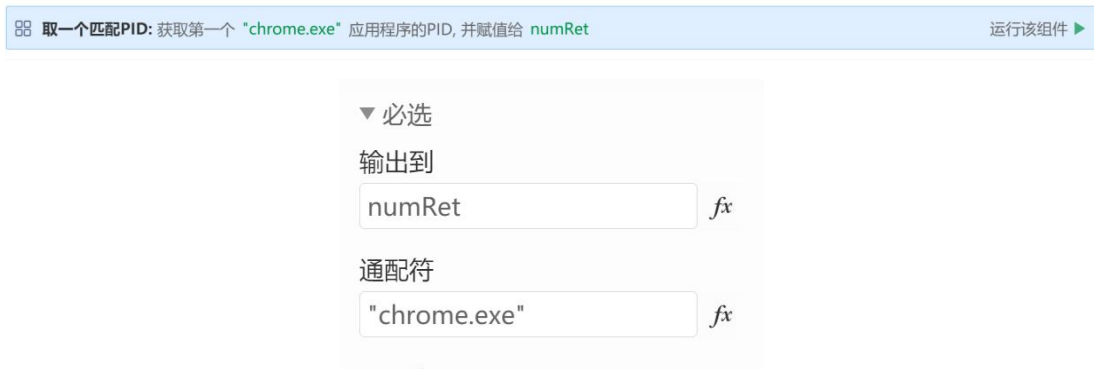 取一个匹配PID: 获取第一个 "chrome.exe" 应用程序的PID, 并赋值给 numRet 运行该组件
必选
输出到
numRet fx
通配符
"chrome.exe" fx